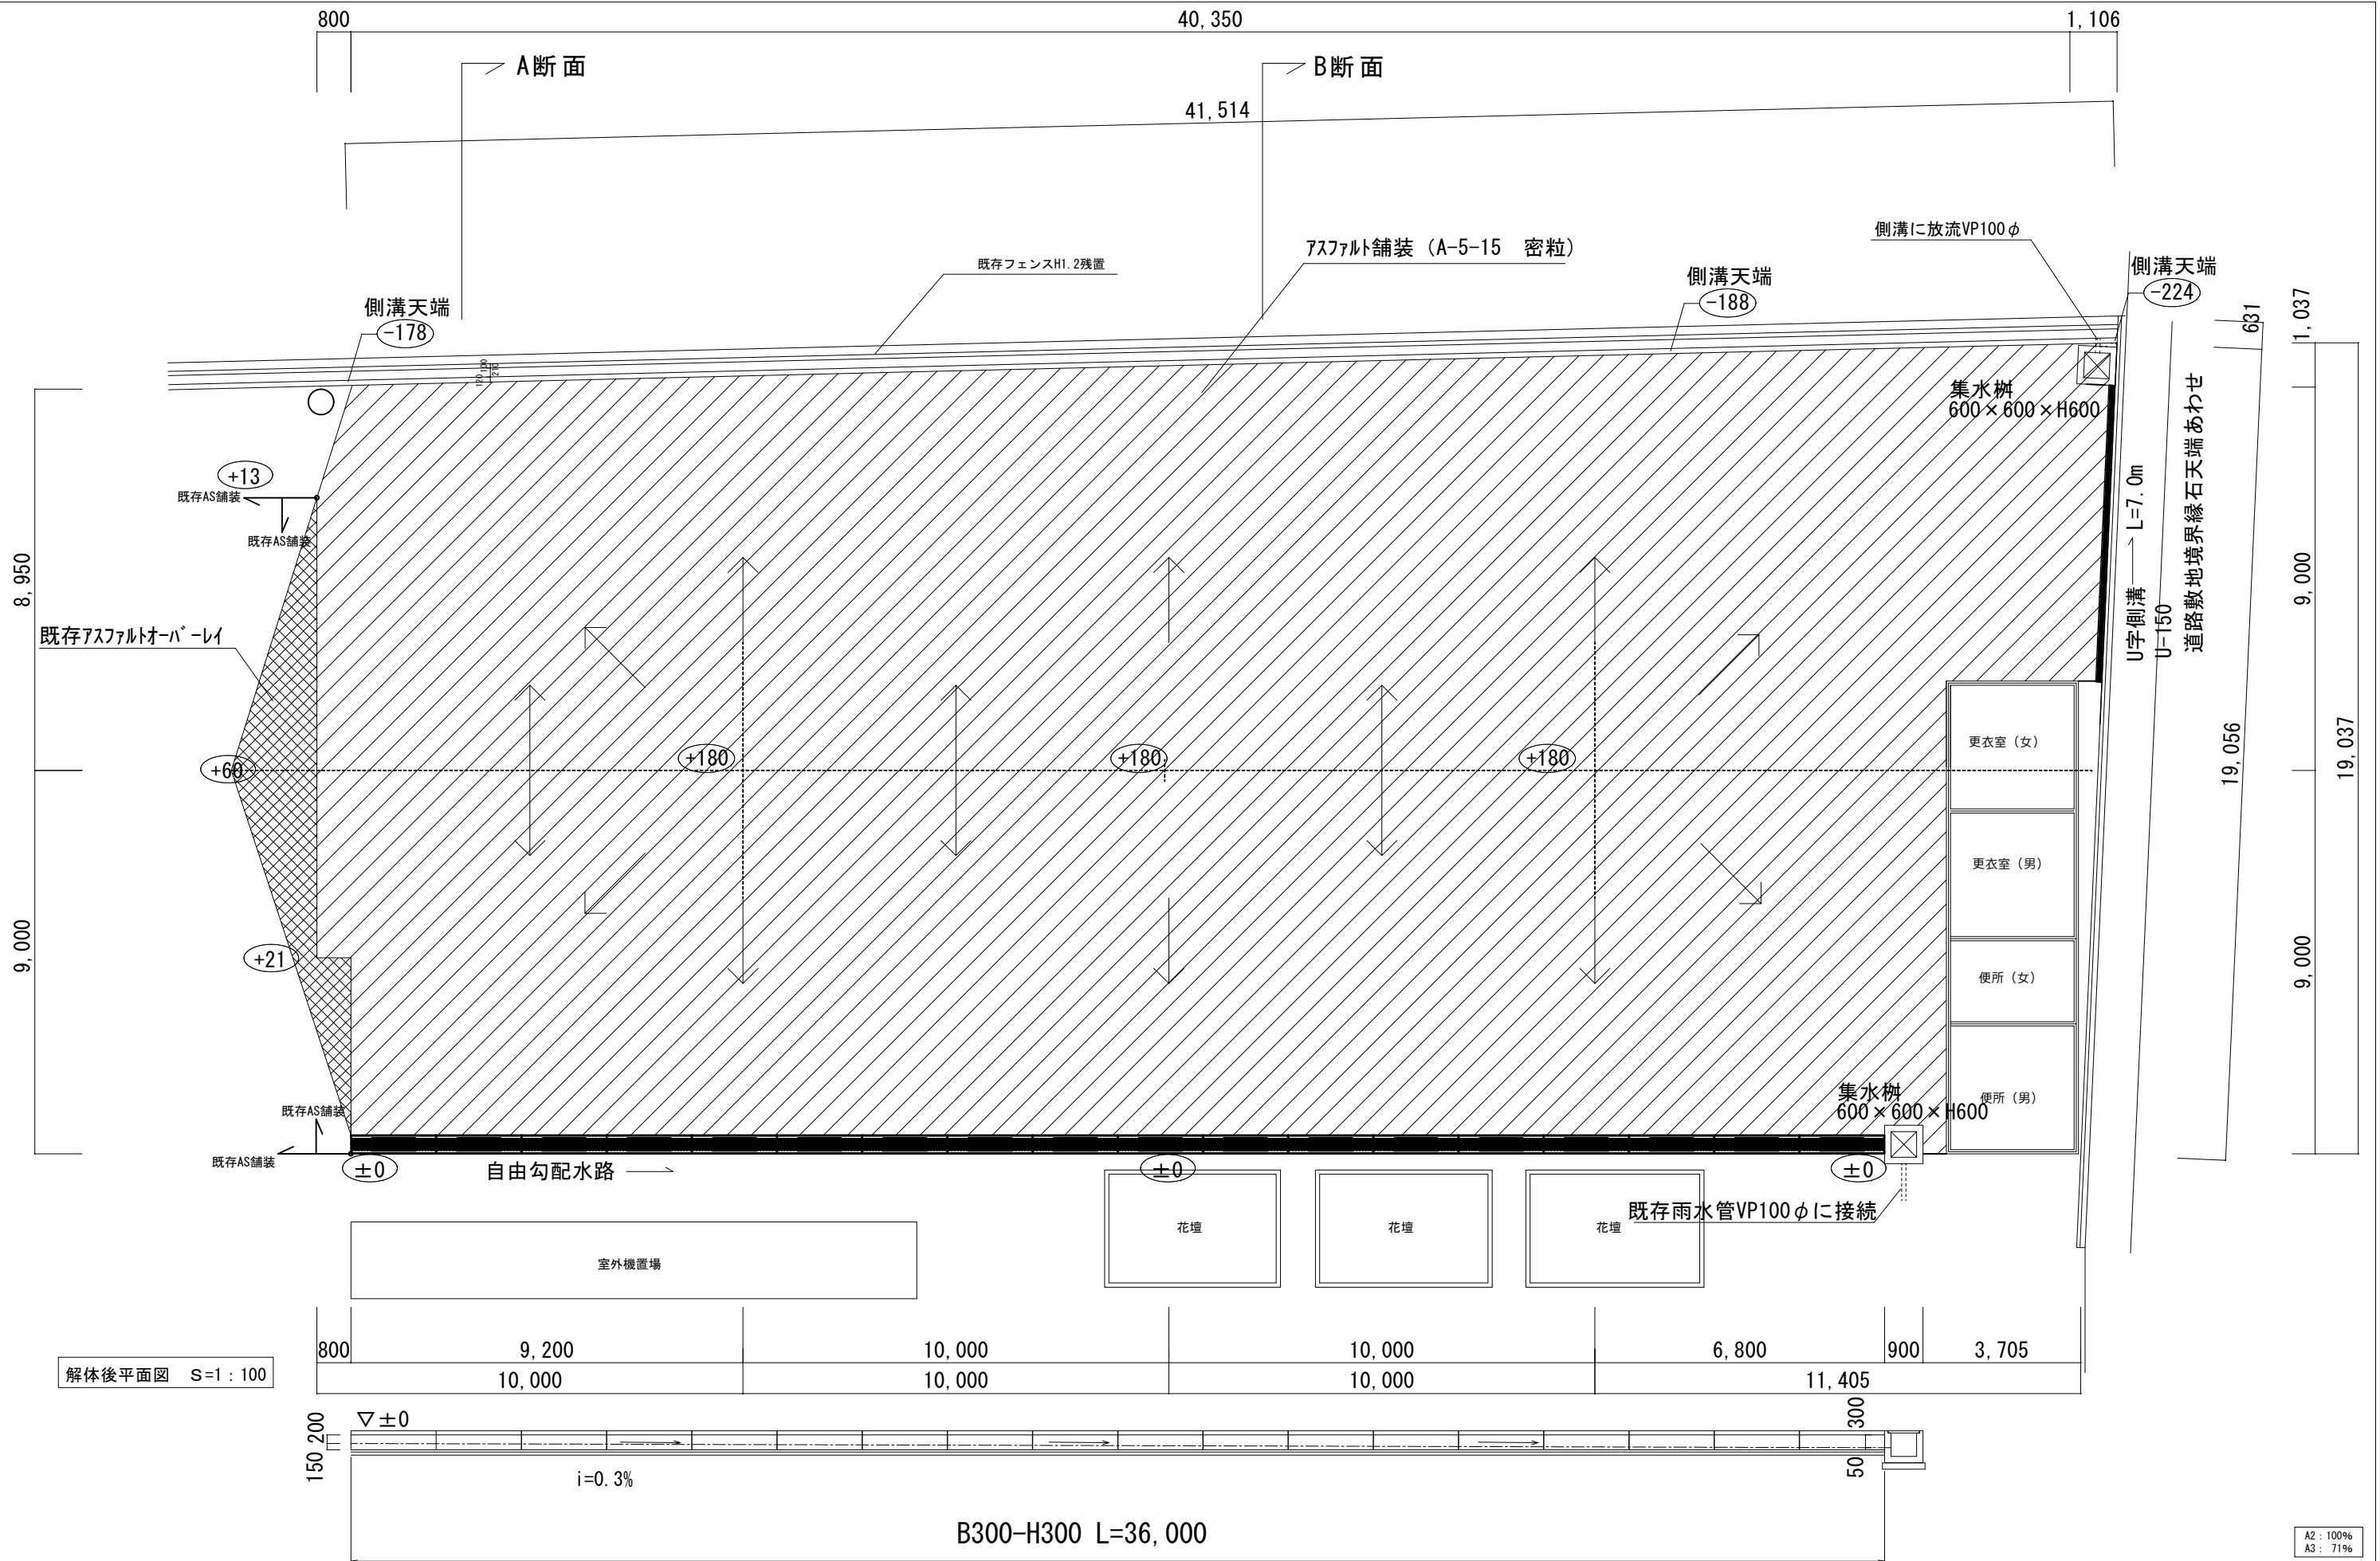 800
40,350
1,106
A断面
B断面
41,514
側溝に放流VP100φ
アスファルト舗装（A-5-15　密粒）
既存フェンスH1.2残置
側溝天端
-224
側溝天端
-188
側溝天端
-178
631
1,037
120
100
210
集水桝
600×600×H600
+13
既存AS舗装
既存AS舗装
8,950
既存アスファルトオーバーレイ
U字側溝 L=7.0m
U-150
道路敷地境界縁石天端あわせ
9,000
19,056
19,037
+60
+180
+180
+180
更衣室（女）
更衣室（男）
9,000
+21
便所（女）
9,000
便所（男）
集水桝
600×600×H600
既存AS舗装
既存AS舗装
±0
自由勾配水路
±0
±0
既存雨水管VP100φに接続
花壇
花壇
花壇
室外機置場
800
9,200
10,000
10,000
6,800
900
3,705
解体後平面図　S=1：100
10,000
10,000
10,000
11,405
▽±0
200
150
300
50
i=0.3%
B300-H300 L=36,000
A2：100%
A3： 71%